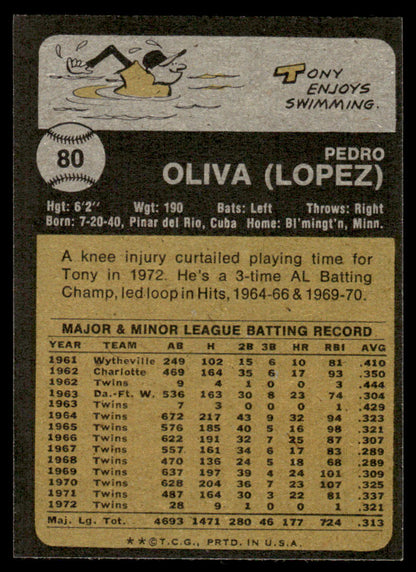 TONY
ENJOYS
SWIMMING.
80
PEDRO
OLIVA (LOPEZ)
Hgt: 6'2" Wgt: 190 Bats: Left Throws: Right
Born: 7-20-40, Pinar del Rio, Cuba Home: Bl'mingt'n, Minn.
A knee injury curtailed playing time for
Tony in 1972. He's a 3-time AL Batting
Champ, led loop in Hits, 1964-66 & 1969-70.
MAJOR & MINOR LEAGUE BATTING RECORD
YEAR TEAM AB H 2B 3B HR RBI AVG
1961 Wytheville 249 102 15 6 10 81 .410
1962 Charlotte 469 164 35 6 17 93 .350
1962 Twins 9 4 1 0 0 3 .444
1963 Da.-Ft. W. 536 163 30 8 23 74 .304
1963 Twins 7 3 0 0 0 1 .429
1964 Twins 672 217 43 9 32 94 .323
1965 Twins 576 185 40 5 16 98 .321
1966 Twins 622 191 32 7 25 87 .307
1967 Twins 557 161 34 6 17 83 .289
1968 Twins 470 136 24 5 18 68 .289
1969 Twins 637 197 39 4 24 101 .309
1970 Twins 628 204 36 7 23 107 .325
1971 Twins 487 164 30 3 22 81 .337
1972 Twins 28 9 1 0 0 1 .321
Maj. Lg. Tot. 4693 1471 280 46 177 724 .313
**©T.C.G., PRTD. IN U.S.A.